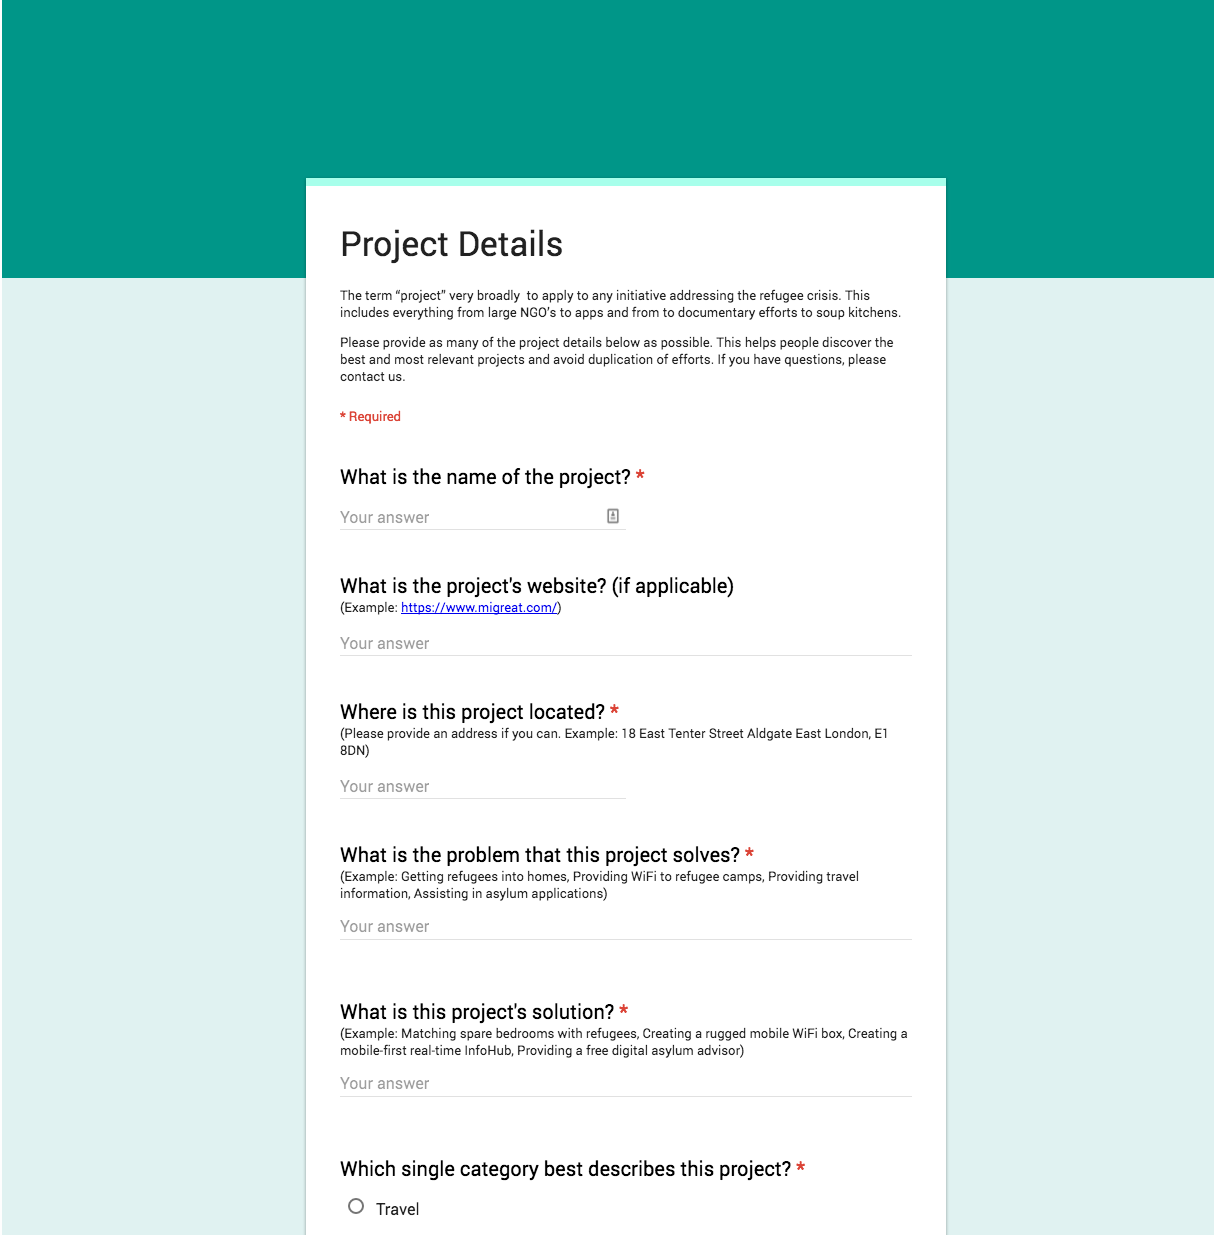 Project Details
The term “project” very broadly  to apply to any initiative addressing the refugee crisis. This
includes everything from large NGO's to apps and from to documentary efforts to soup kitchens.
Please provide as many of the project details below as possible. This helps people discover the
best and most relevant projects and avoid duplication of efforts. If you have questions, please
contact us.
* Required
What is the name of the project? *
Your answer
What is the project's website? (if applicable)
(Example: https://www.migreat.com/)
Your answer
Where is this project located? *
(Please provide an address if you can. Example: 18 East Tenter Street Aldgate East London, E1
8DN)
Your answer
What is the problem that this project solves? *
(Example: Getting refugees into homes, Providing WiFi to refugee camps, Providing travel
information, Assisting in asylum applications)
Your answer
What is this project's solution? *
(Example: Matching spare bedrooms with refugees, Creating a rugged mobile WiFi box, Creating a
mobile-first real-time InfoHub, Providing a free digital asylum advisor)
Your answer
Which single category best describes this project? *
Travel